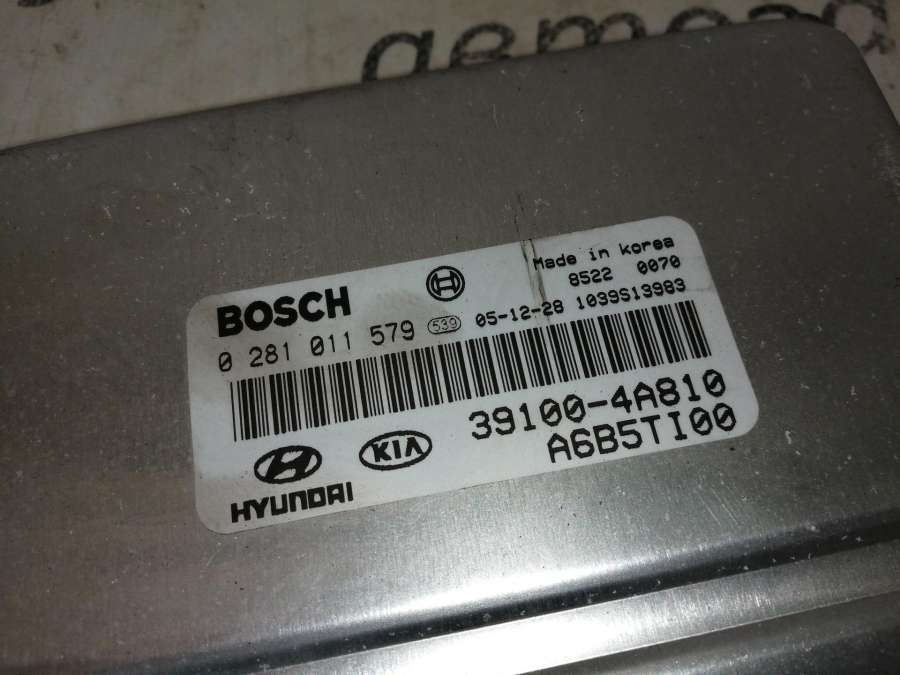 Made in Korea
8522 0070
BOSCH
0 281 011 579 539 05-12-28 1039S13983
39100-4A810
A6B5TI00
HYUNDAI
KIA